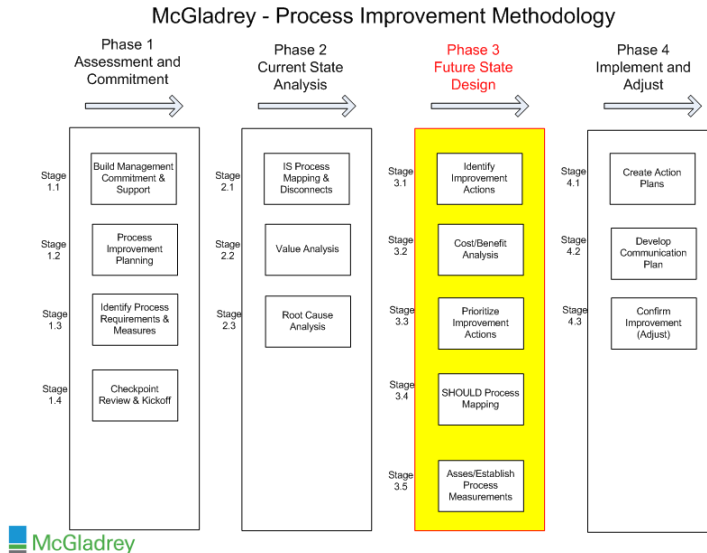 McGladrey - Process Improvement Methodology
Phase 1
Assessment and
Commitment
Phase 2
Current State
Analysis
Phase 3
Future State
Design
Phase 4
Implement and
Adjust
Stage
1.1
Build Management
Commitment &
Support
Stage
1.2
Process
Improvement
Planning
Stage
1.3
Identify Process
Requirements &
Measures
Stage
1.4
Checkpoint
Review & Kickoff
Stage
2.1
IS Process
Mapping &
Disconnects
Stage
2.2
Value Analysis
Stage
2.3
Root Cause
Analysis
Stage
3.1
Identify
Improvement
Actions
Stage
3.2
Cost/Benefit
Analysis
Stage
3.3
Prioritize
Improvement
Actions
Stage
3.4
SHOULD Process
Mapping
Stage
3.5
Asses/Establish
Process
Measurements
Stage
4.1
Create Action
Plans
Stage
4.2
Develop
Communication
Plan
Stage
4.3
Confirm
Improvement
(Adjust)
McGladrey